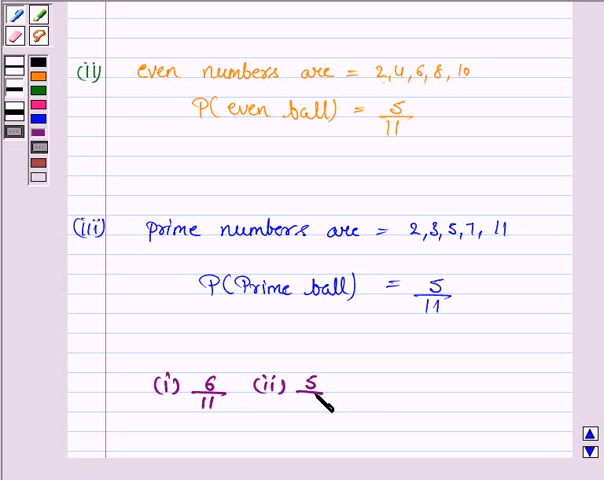 (ii) even numbers are = 2,4,6,8,10
P(even ball) = 5/11
(iii) Prime numbers are = 2,3,5,7,11
P(Prime ball) = 5/11
(i) 6/11 (ii) 5/